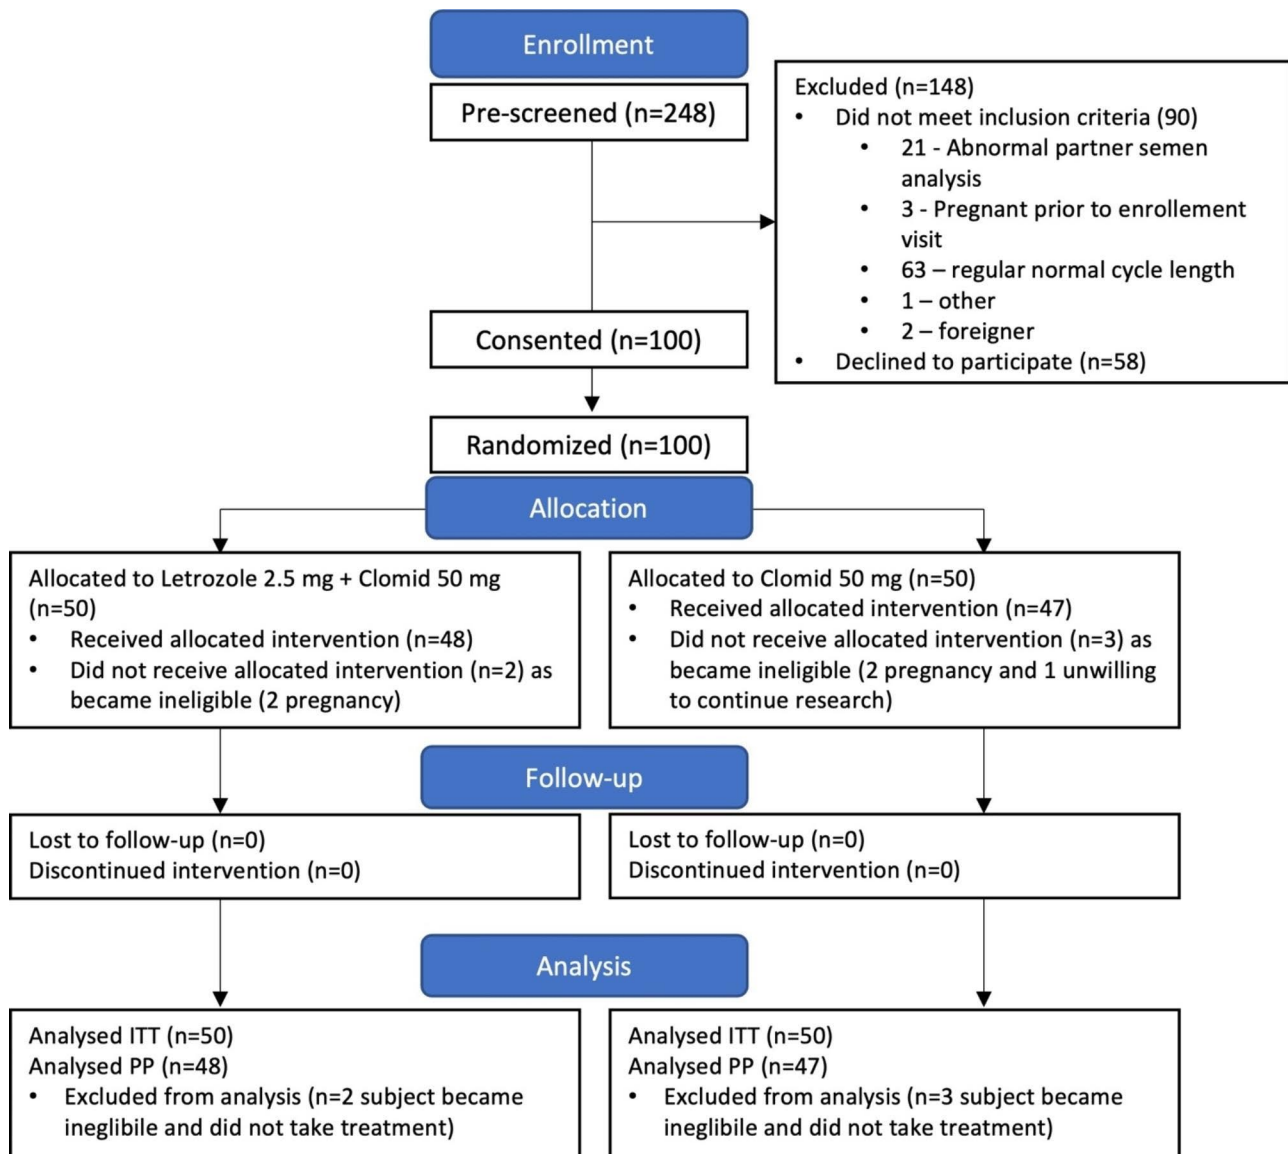 Enrollment
Pre-screened (n=248)
Excluded (n=148)
• Did not meet inclusion criteria (90)
• 21 - Abnormal partner semen
analysis
• 3 - Pregnant prior to enrollement
visit
• 63 – regular normal cycle length
• 1 – other
• 2 – foreigner
• Declined to participate (n=58)
Consented (n=100)
Randomized (n=100)
Allocation
Allocated to Letrozole 2.5 mg + Clomid 50 mg
(n=50)
• Received allocated intervention (n=48)
• Did not receive allocated intervention (n=2) as
became ineligible (2 pregnancy)
Allocated to Clomid 50 mg (n=50)
• Received allocated intervention (n=47)
• Did not receive allocated intervention (n=3) as
became ineligible (2 pregnancy and 1 unwilling
to continue research)
Follow-up
Lost to follow-up (n=0)
Discontinued intervention (n=0)
Lost to follow-up (n=0)
Discontinued intervention (n=0)
Analysis
Analysed ITT (n=50)
Analysed PP (n=48)
• Excluded from analysis (n=2 subject became
ineglibile and did not take treatment)
Analysed ITT (n=50)
Analysed PP (n=47)
• Excluded from analysis (n=3 subject became
ineglibile and did not take treatment)